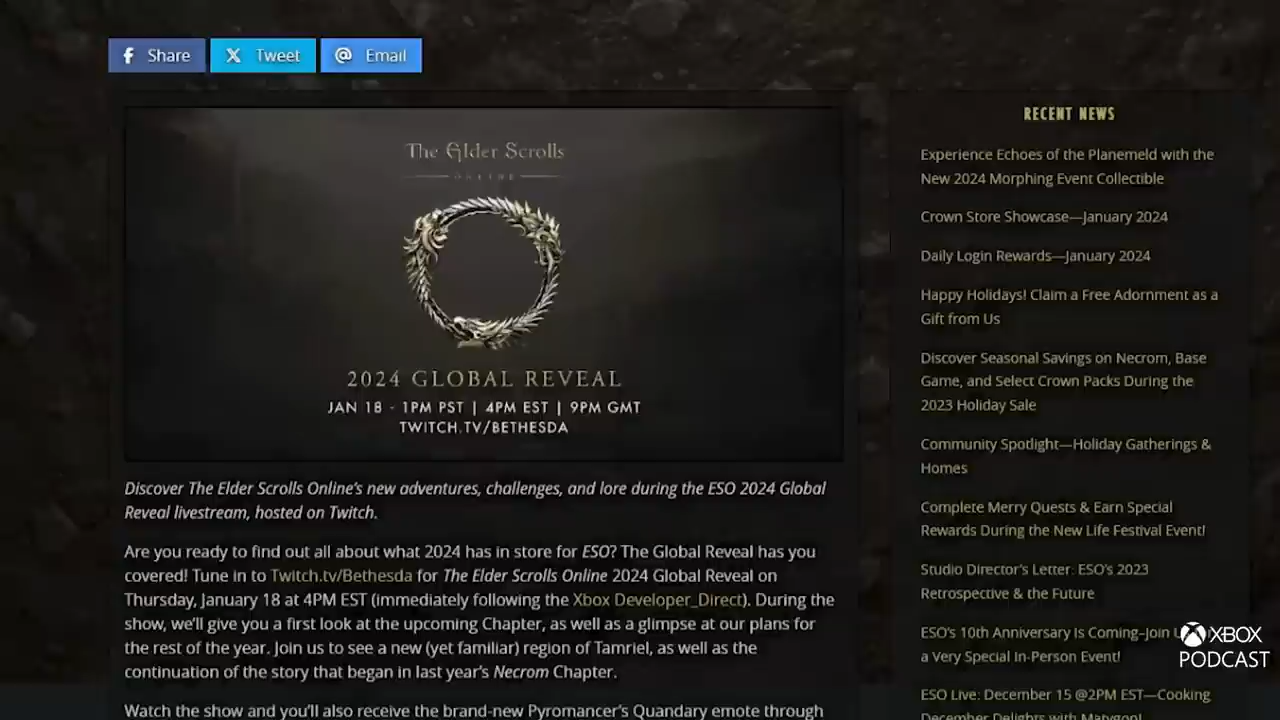 Share
Tweet
Email
The Elder Scrolls
ONLINE
2024 GLOBAL REVEAL
JAN 18 - 1PM PST | 4PM EST | 9PM GMT
TWITCH.TV/BETHESDA
Discover The Elder Scrolls Online's new adventures, challenges, and lore during the ESO 2024 Global
Reveal livestream, hosted on Twitch.
Are you ready to find out all about what 2024 has in store for ESO? The Global Reveal has you
covered! Tune in to Twitch.tv/Bethesda for The Elder Scrolls Online 2024 Global Reveal on
Thursday, January 18 at 4PM EST (immediately following the Xbox Developer_Direct). During the
show, we'll give you a first look at the upcoming Chapter, as well as a glimpse at our plans for
the rest of the year. Join us to see a new (yet familiar) region of Tamriel, as well as the
continuation of the story that began in last year's Necrom Chapter.
Watch the show and you'll also receive the brand-new Pyromancer's Quandary emote through
RECENT NEWS
Experience Echoes of the Planemeld with the
New 2024 Morphing Event Collectible
Crown Store Showcase—January 2024
Daily Login Rewards—January 2024
Happy Holidays! Claim a Free Adornment as a
Gift from Us
Discover Seasonal Savings on Necrom, Base
Game, and Select Crown Packs During the
2023 Holiday Sale
Community Spotlight—Holiday Gatherings &
Homes
Complete Merry Quests & Earn Special
Rewards During the New Life Festival Event!
Studio Director's Letter: ESO's 2023
Retrospective & the Future
ESO's 10th Anniversary Is Coming–Join
a Very Special In-Person Event!
ESO Live: December 15 @2PM EST—Cooking
December Delights with
XBOX
PODCAST